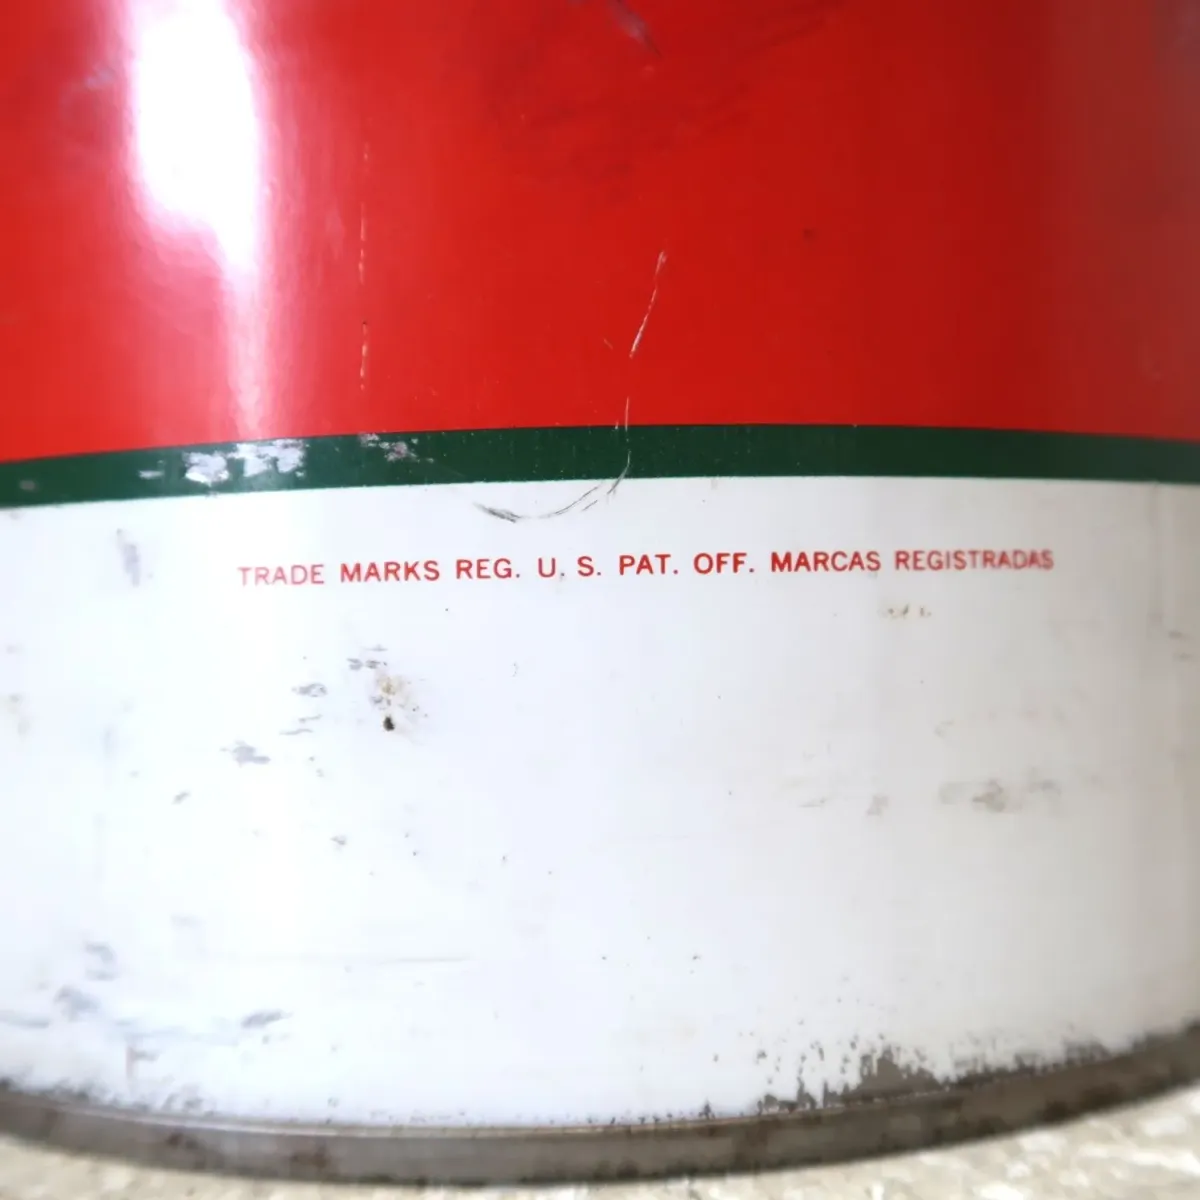 TRADE MARKS REG. U. S. PAT. OFF. MARCAS REGISTRADAS